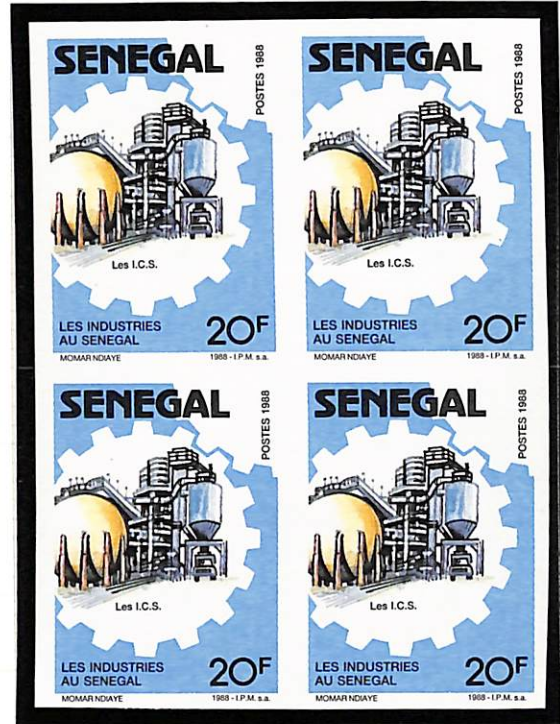 SENEGAL
POSTES 1988
Les I.C.S.
LES INDUSTRIES
AU SENEGAL
20F
MOMAR NDIAYE
1988 - I.P.M. s.a.
SENEGAL
POSTES 1988
Les I.C.S.
LES INDUSTRIES
AU SENEGAL
20F
MOMAR NDIAYE
1988 - I.P.M. s.a.
SENEGAL
POSTES 1988
Les I.C.S.
LES INDUSTRIES
AU SENEGAL
20F
MOMAR NDIAYE
1988 - I.P.M. s.a.
SENEGAL
POSTES 1988
Les I.C.S.
LES INDUSTRIES
AU SENEGAL
20F
MOMAR NDIAYE
1988 - I.P.M. s.a.